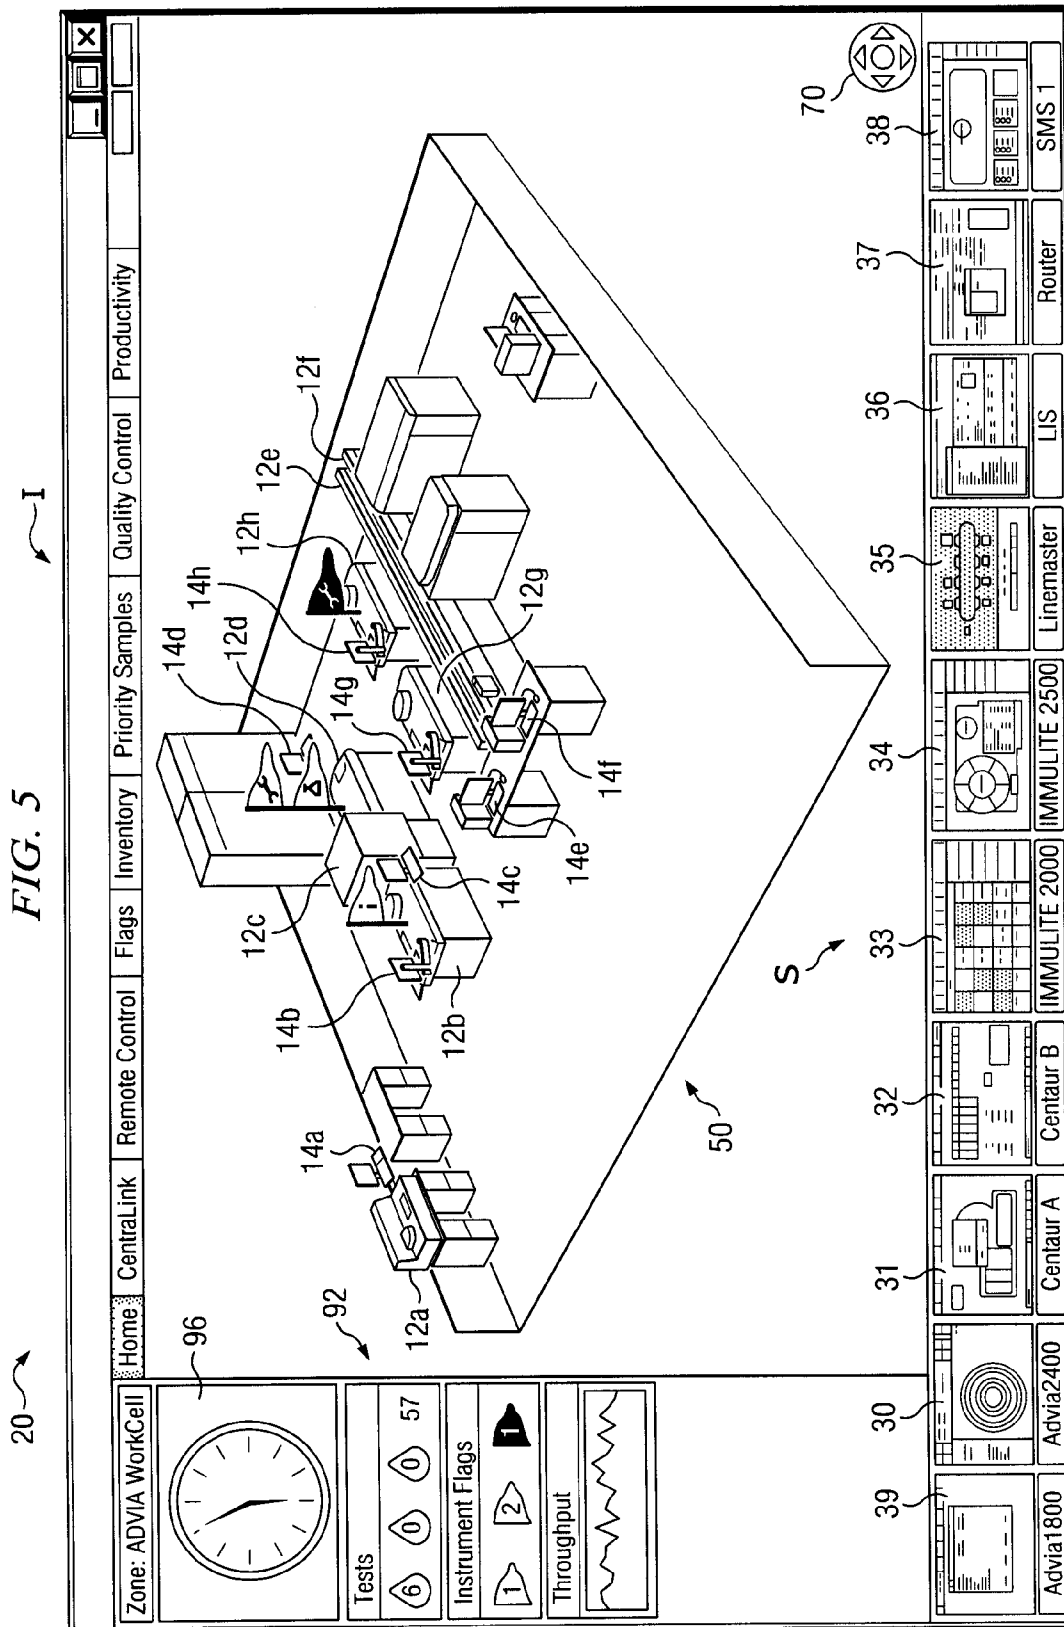 FIG. 5
20
I
Zone: ADVIA WorkCell
Home
CentraLink
Remote Control
Flags
Inventory
Priority Samples
Quality Control
Productivity
96
92
Tests
6
0
0
57
Instrument Flags
1
2
1
Throughput
12a
14a
14b
12b
12c
14c
i
14d
12d
14g
14h
12h
12e
12f
12g
14e
14f
50
S
70
39
30
31
32
33
34
35
36
37
38
Advia1800
Advia2400
Centaur A
Centaur B
IMMULITE 2000
IMMULITE 2500
Linemaster
LIS
Router
SMS 1